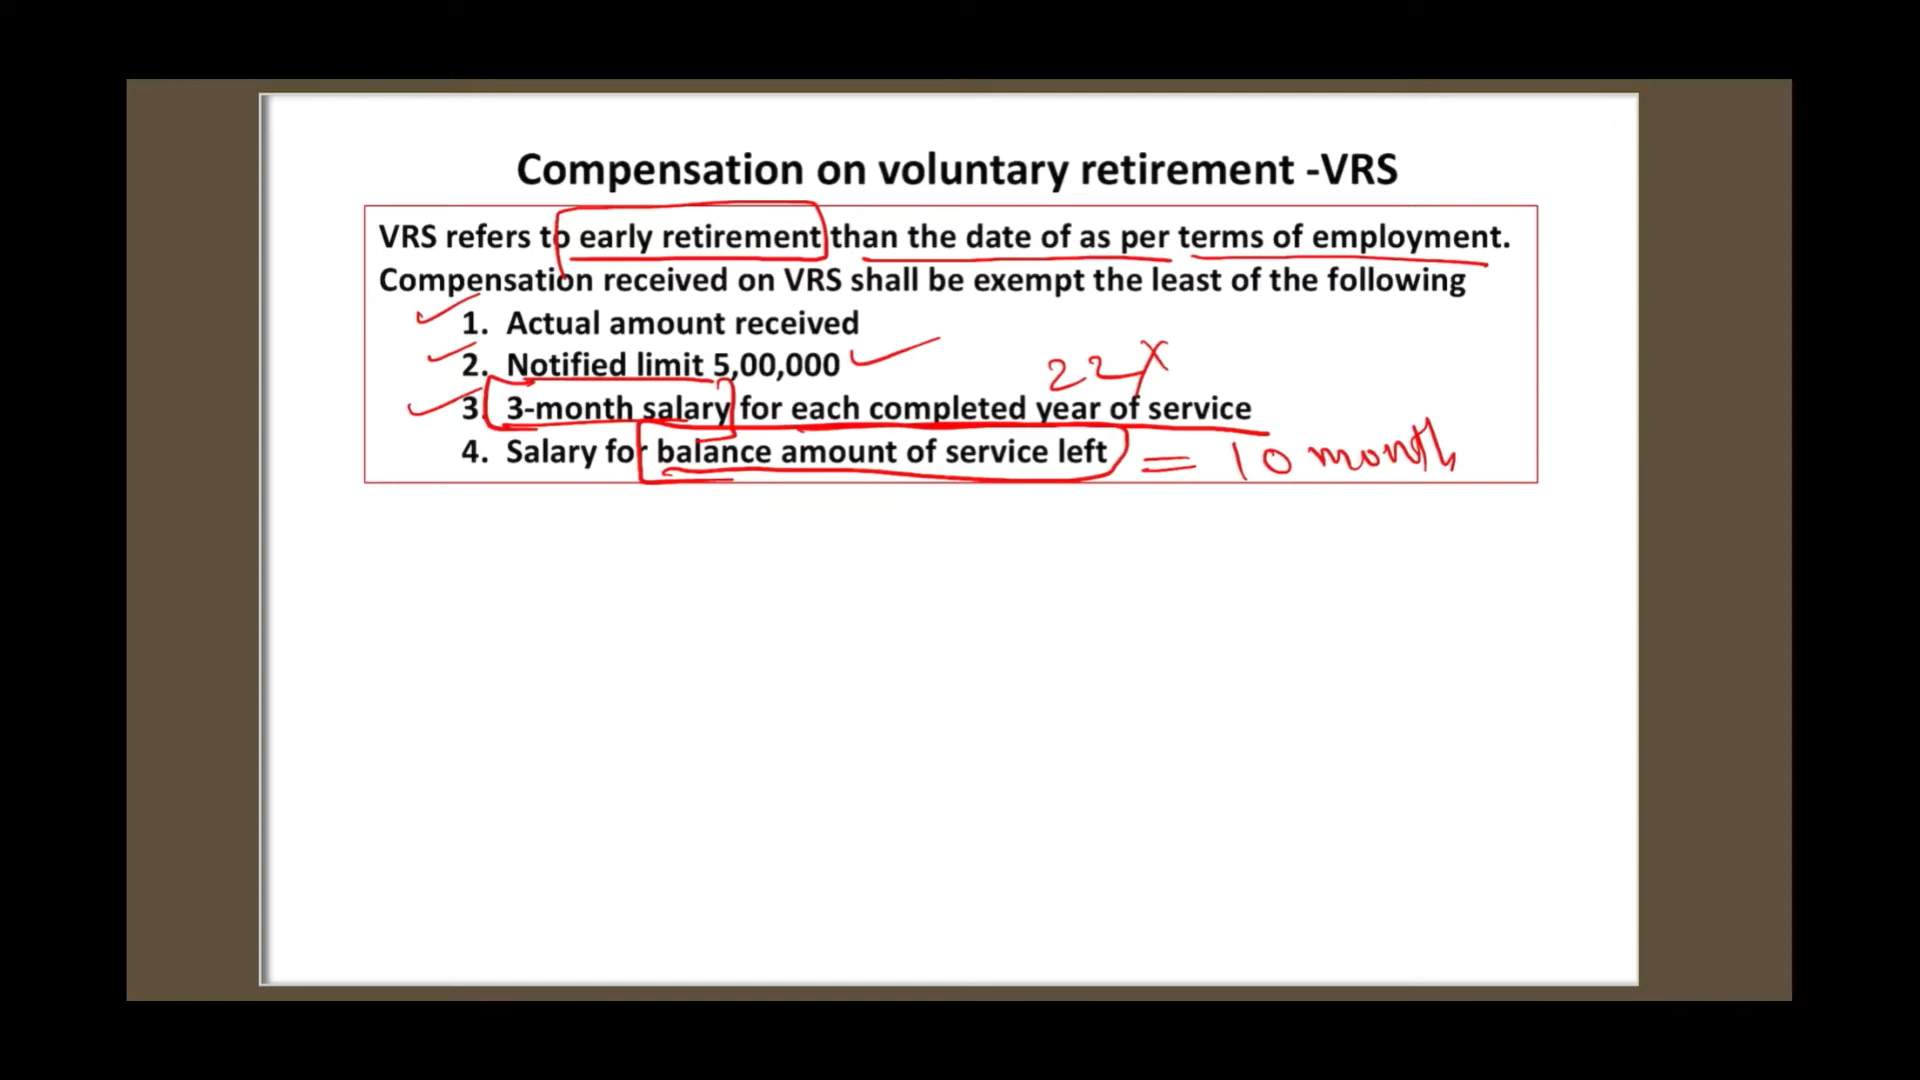 Compensation on voluntary retirement -VRS
VRS refers to early retirement than the date of as per terms of employment.
Compensation received on VRS shall be exempt the least of the following
1. Actual amount received
2. Notified limit 5,00,000
22
3. 3-month salary for each completed year of service
4. Salary for balance amount of service left = 10 month